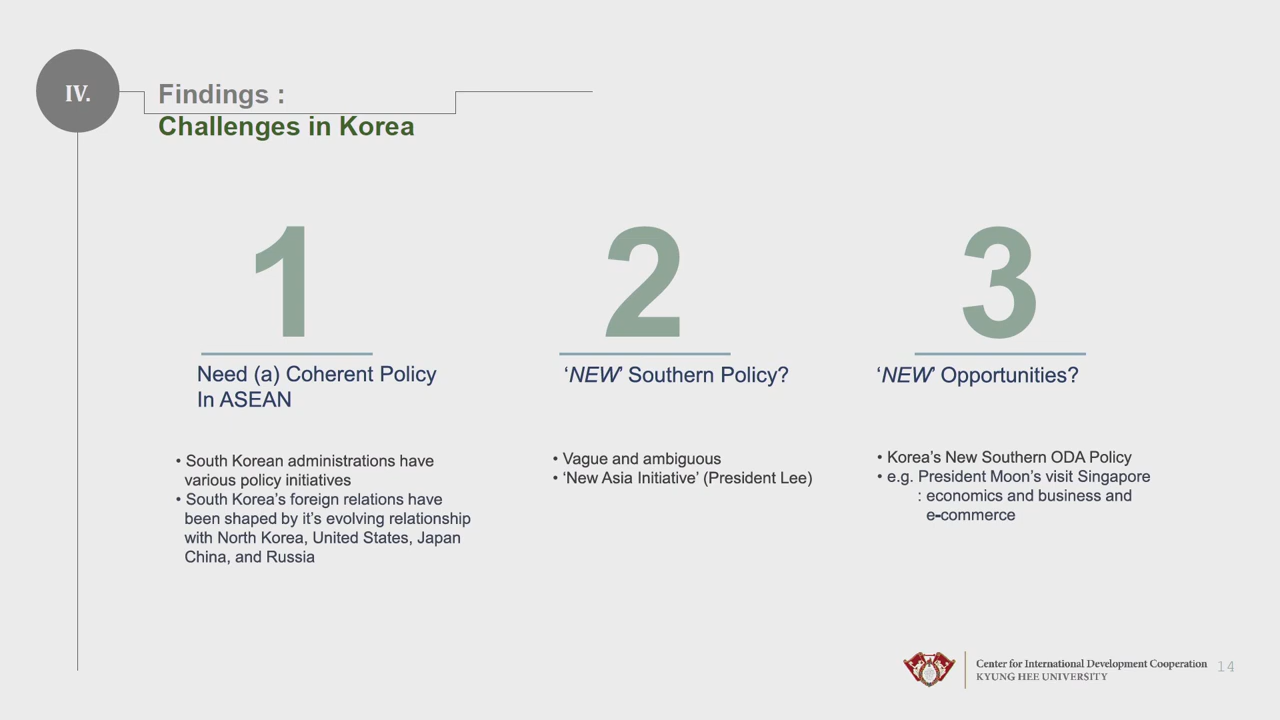 IV.
Findings :
Challenges in Korea
1
Need (a) Coherent Policy
In ASEAN
• South Korean administrations have
various policy initiatives
• South Korea's foreign relations have
been shaped by it's evolving relationship
with North Korea, United States, Japan
China, and Russia
2
‘NEW’ Southern Policy?
• Vague and ambiguous
• ‘New Asia Initiative’ (President Lee)
3
‘NEW’ Opportunities?
• Korea’s New Southern ODA Policy
• e.g. President Moon’s visit Singapore
: economics and business and
e-commerce
Center for International Development Cooperation
KYUNG HEE UNIVERSITY
14